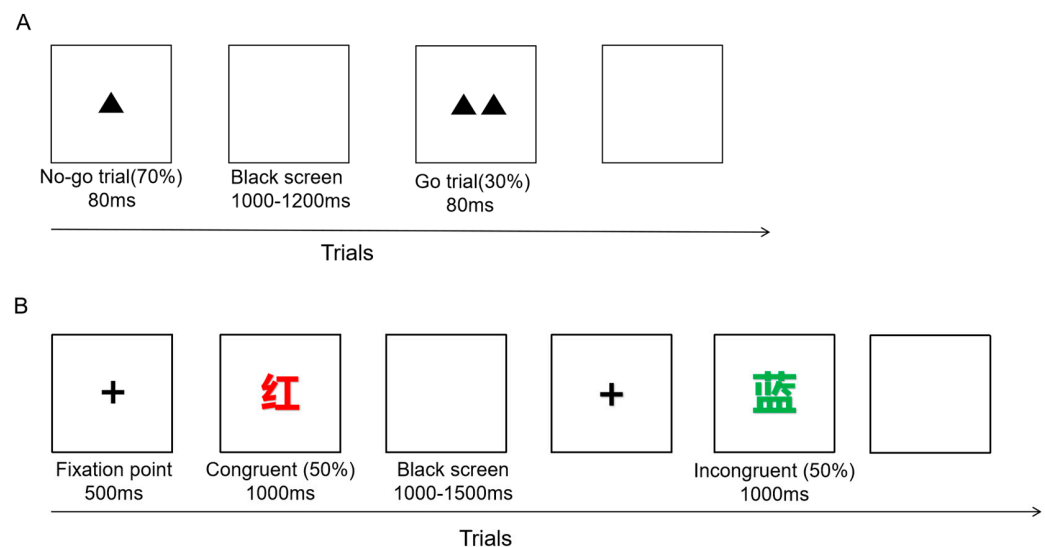 A
No-go trial(70%)
80ms
Black screen
1000-1200ms
Go trial(30%)
80ms
Trials
B
+
红
+
蓝
Fixation point
500ms
Congruent (50%)
1000ms
Black screen
1000-1500ms
Incongruent (50%)
1000ms
Trials